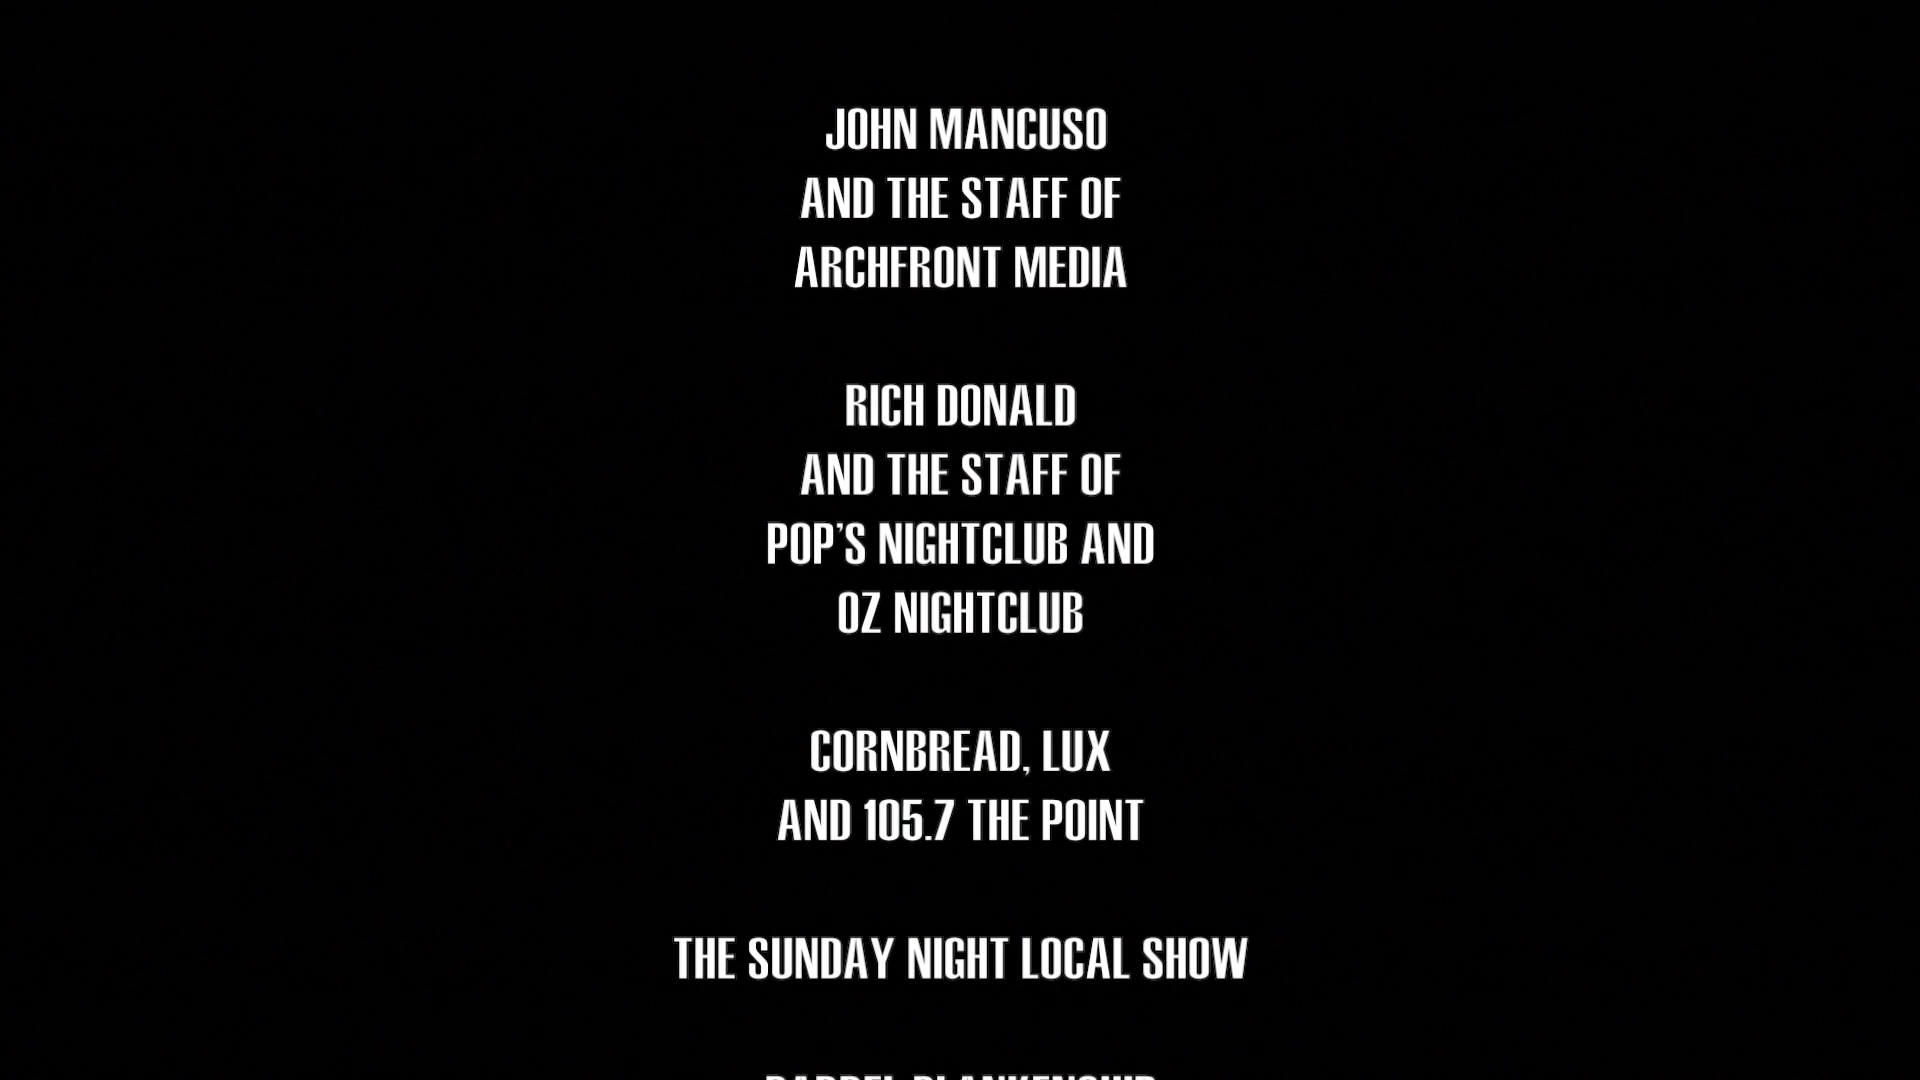 JOHN MANCUSO
AND THE STAFF OF
ARCHFRONT MEDIA
RICH DONALD
AND THE STAFF OF
POP’S NIGHTCLUB AND
OZ NIGHTCLUB
CORNBREAD, LUX
AND 105.7 THE POINT
THE SUNDAY NIGHT LOCAL SHOW